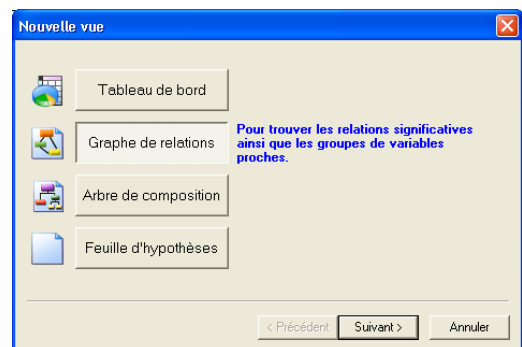 Nouvelle vue
Tableau de bord
Graphe de relations
Pour trouver les relations significatives
ainsi que les groupes de variables
proches.
Arbre de composition
Feuille d'hypothèses
< Précédent
Suivant >
Annuler